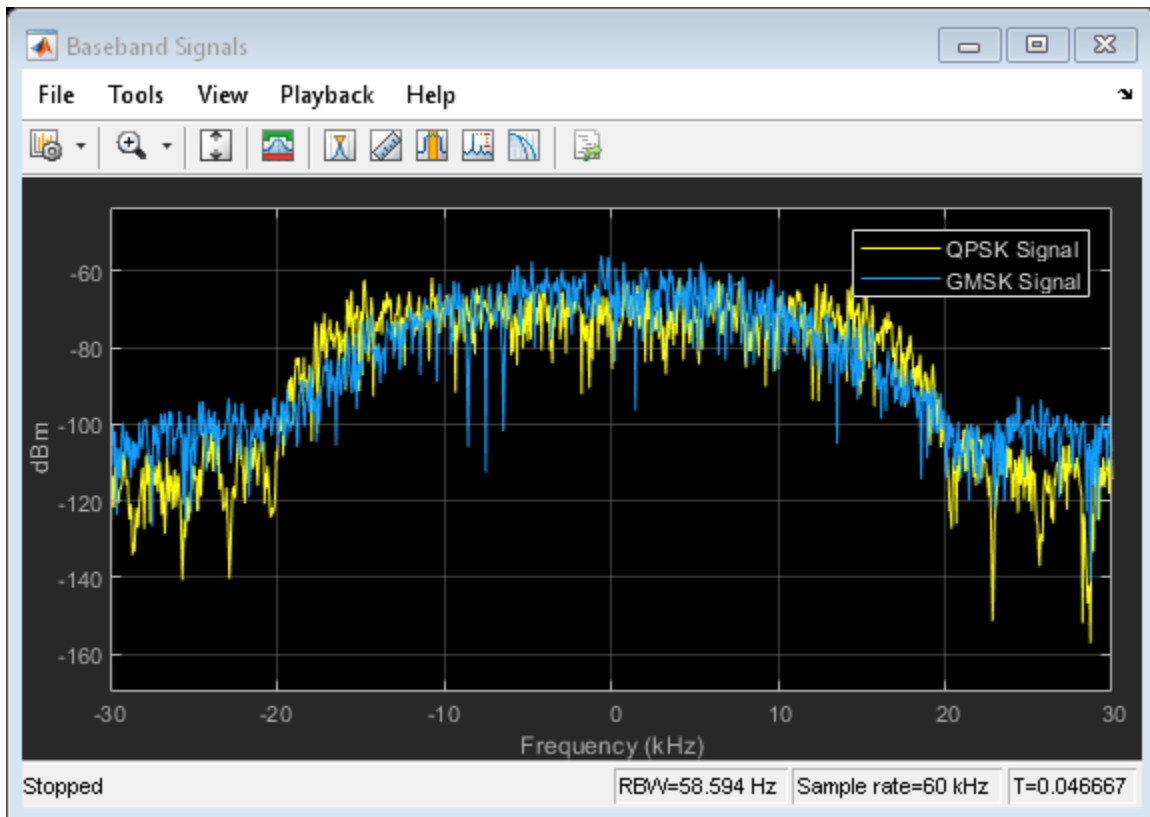 Baseband Signals
File Tools View Playback Help
QPSK Signal
GMSK Signal
dBm
-60
-80
-100
-120
-140
-160
-30 -20 -10 0 10 20 30
Frequency (kHz)
Stopped RBW=58.594 Hz Sample rate=60 kHz T=0.046667